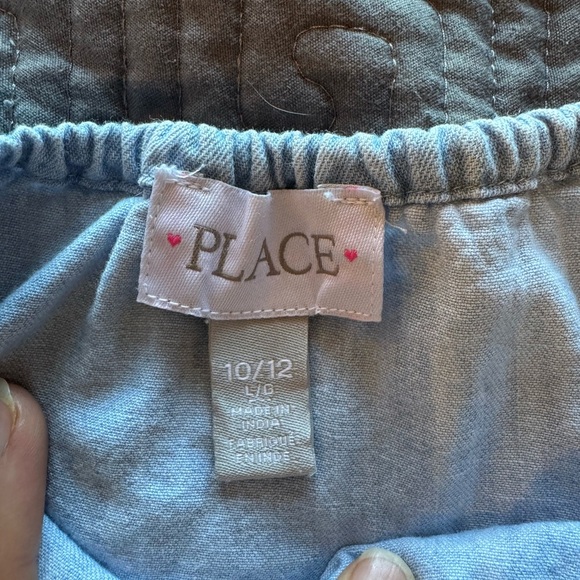 PLACE
10/12
L/G
MADE IN
INDIA
FABRIQUE
EN INDE